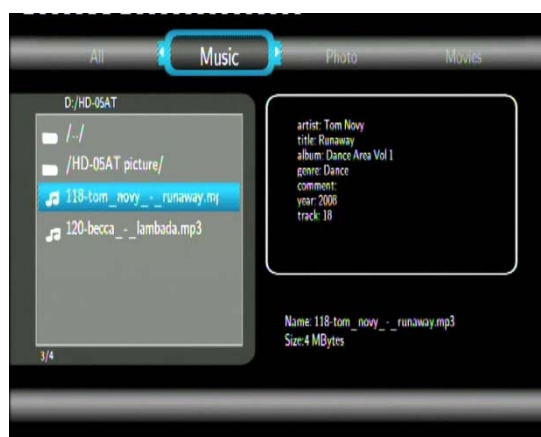 All
Music
Photo
Movies
D:/HD-05AT
/../
/HD-05AT picture/
118-tom_novy_-_runaway.mp
120-becca_-_lambada.mp3
3/4
artist: Tom Novy
title: Runaway
album: Dance Area Vol 1
genre: Dance
comment:
year: 2008
track: 18
Name: 118-tom_novy_-_runaway.mp3
Size:4 MBytes